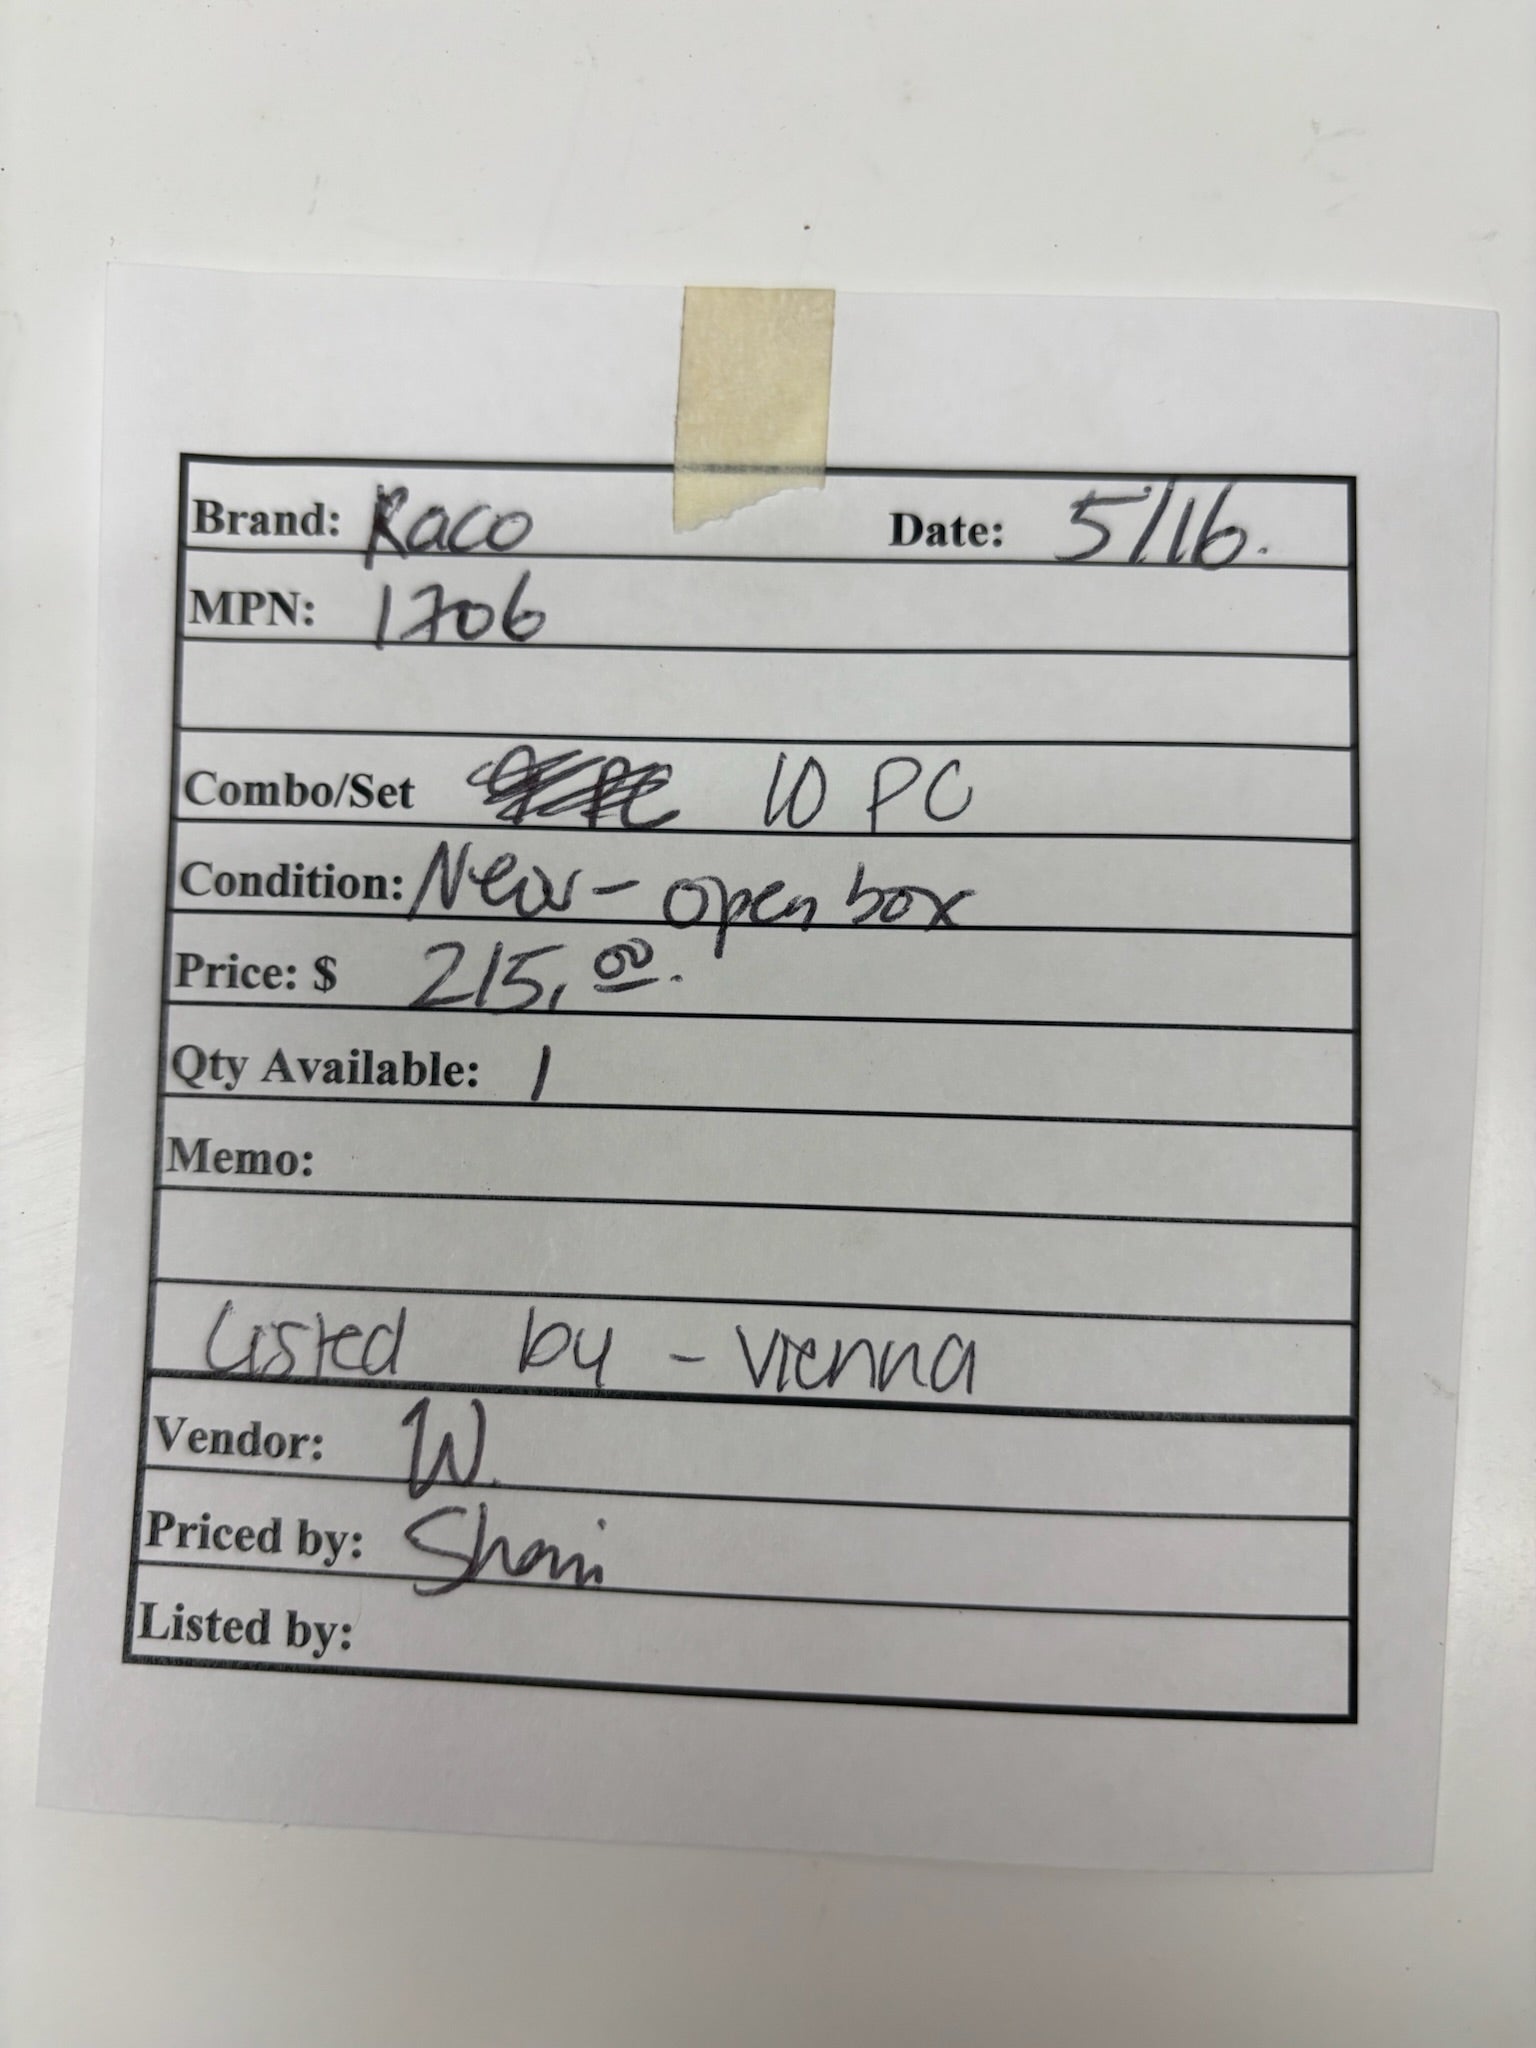 Brand: Raco Date: 5/16.
MPN: 1706
Combo/Set 10 PC
Condition: New - open box
Price: $ 215.00.
Qty Available: 1
Memo:
Listed by - Vienna
Vendor: W.
Priced by:
Listed by: